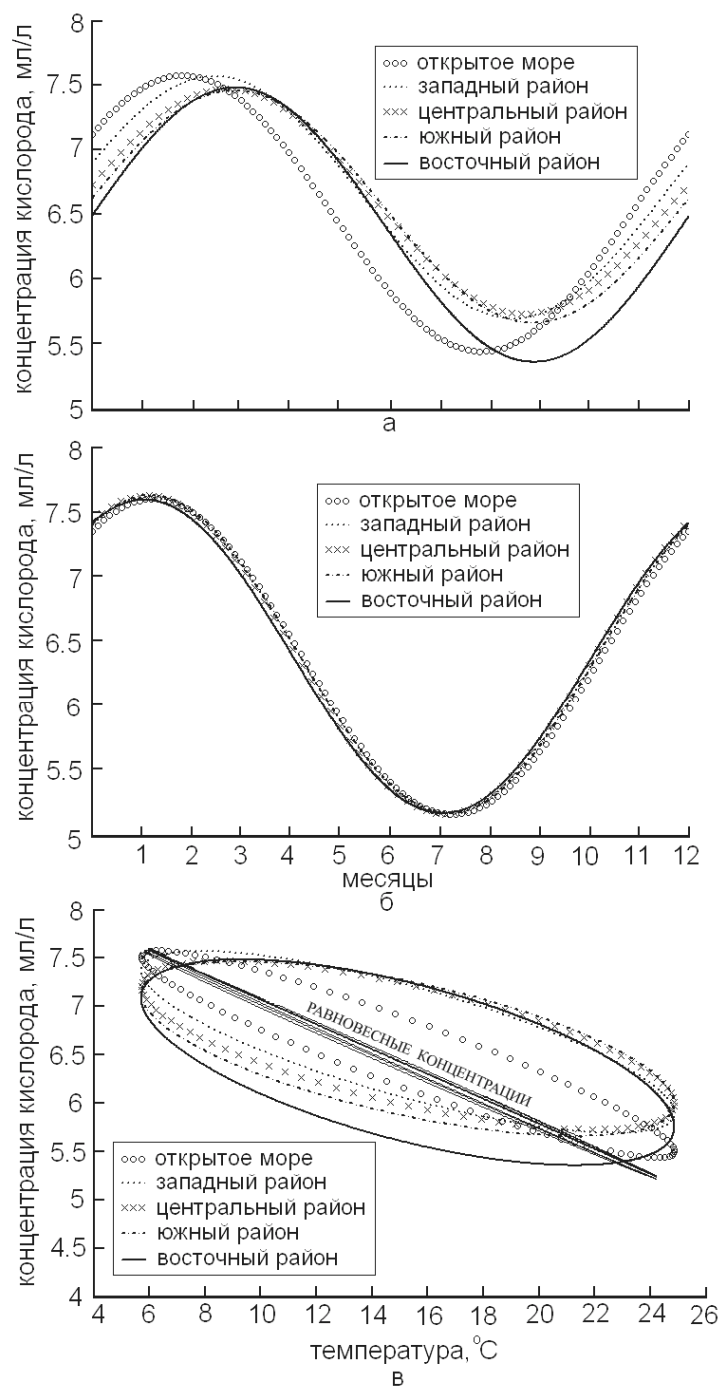 концентрация кислорода, мл/л
8
7.5
7
6.5
6
5.5
5
ооо открытое море
····· западный район
××× центральный район
-·-·- южный район
— восточный район
а
концентрация кислорода, мл/л
8
7.5
7
6.5
6
5.5
5
ооо открытое море
····· западный район
××× центральный район
-·-·- южный район
— восточный район
1 2 3 4 5 6 7 8 9 10 11 12
месяцы
б
концентрация кислорода, мл/л
8
7.5
7
6.5
6
5.5
5
4.5
4
РАВНОВЕСНЫЕ КОНЦЕНТРАЦИИ
ооо открытое море
····· западный район
××× центральный район
-·-·- южный район
— восточный район
4 6 8 10 12 14 16 18 20 22 24 26
температура,°С
в